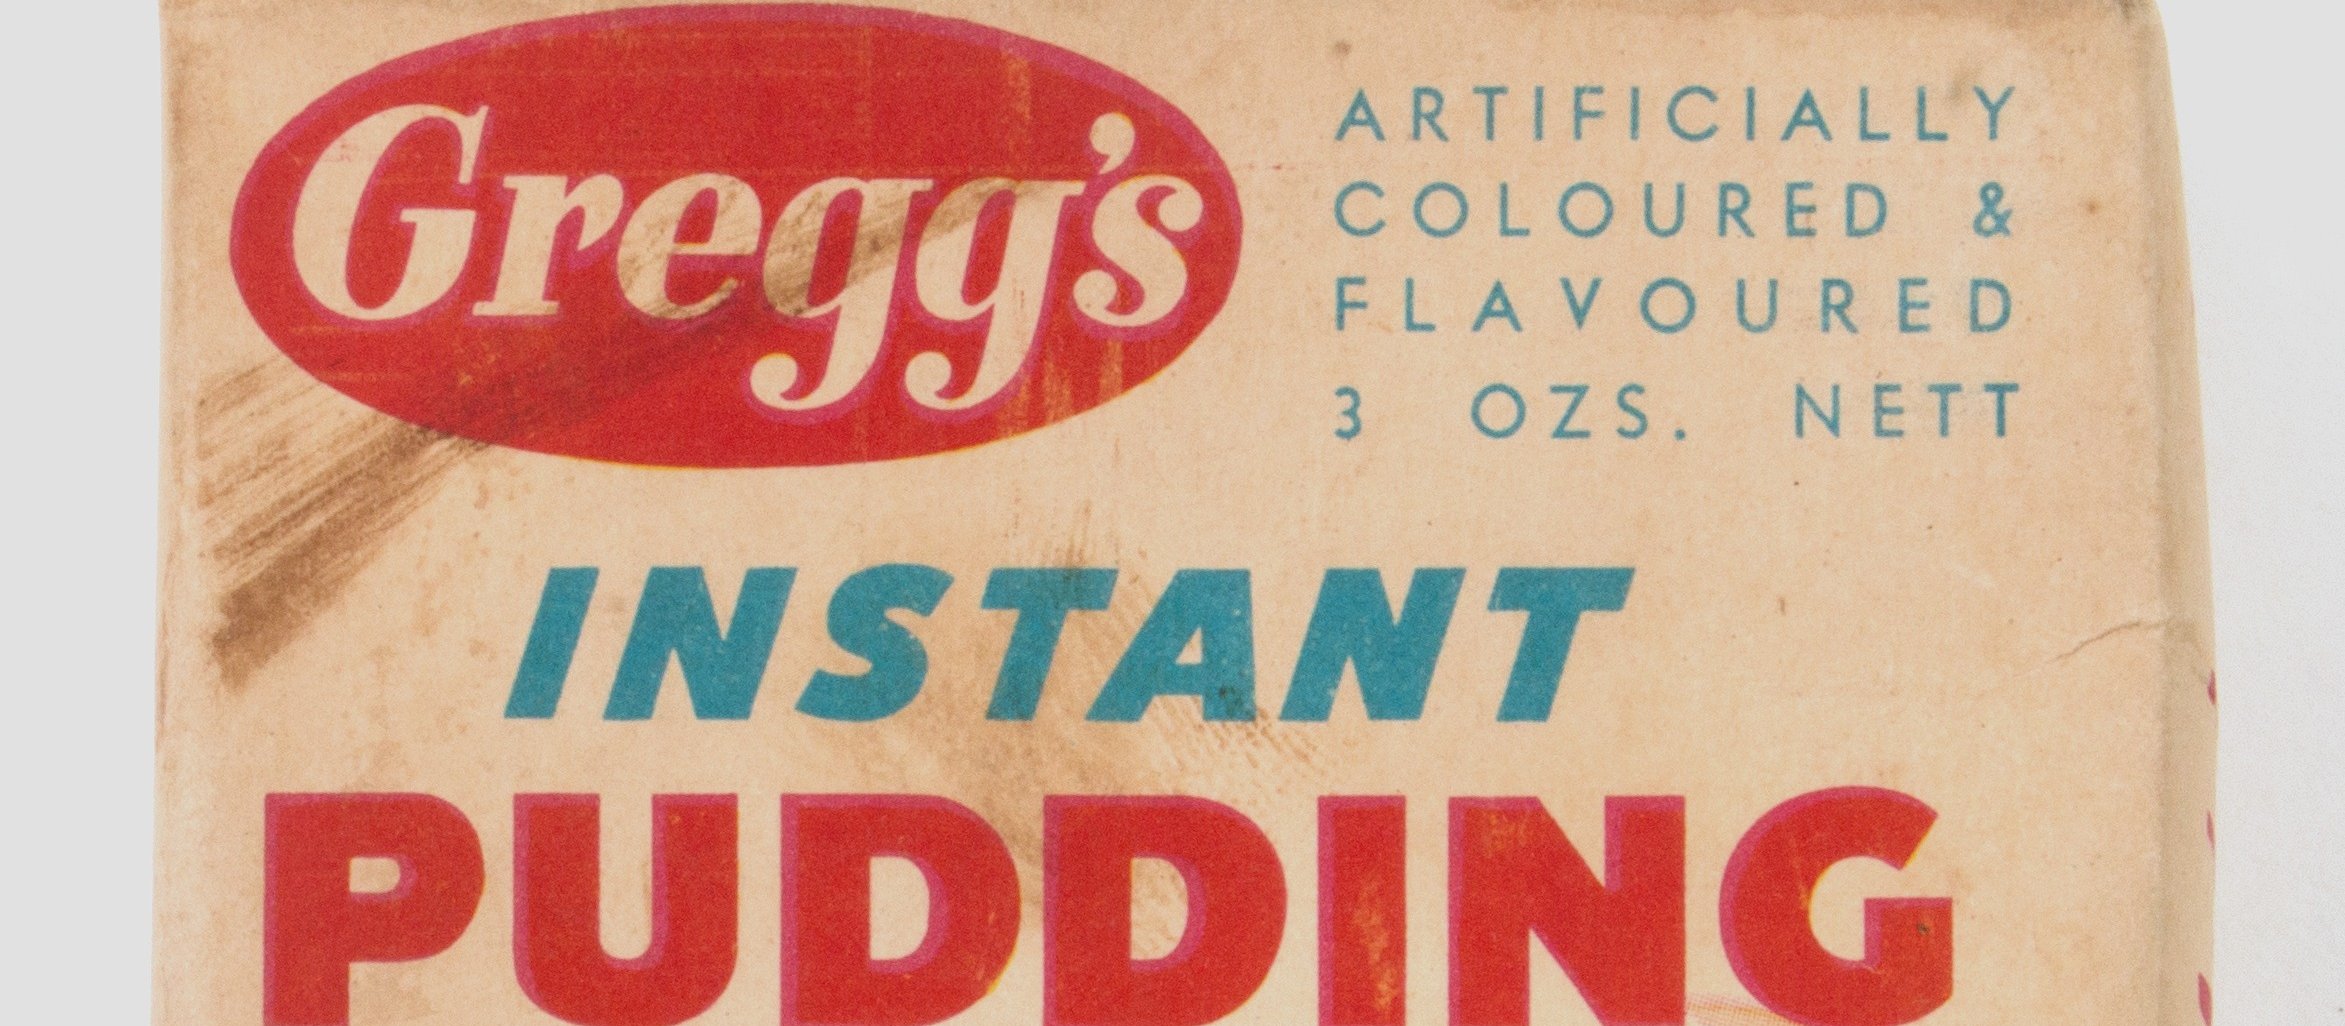 Gregg's
ARTIFICIALLY
COLOURED &
FLAVOURED
3 OZS. NETT
INSTANT
PUDDING